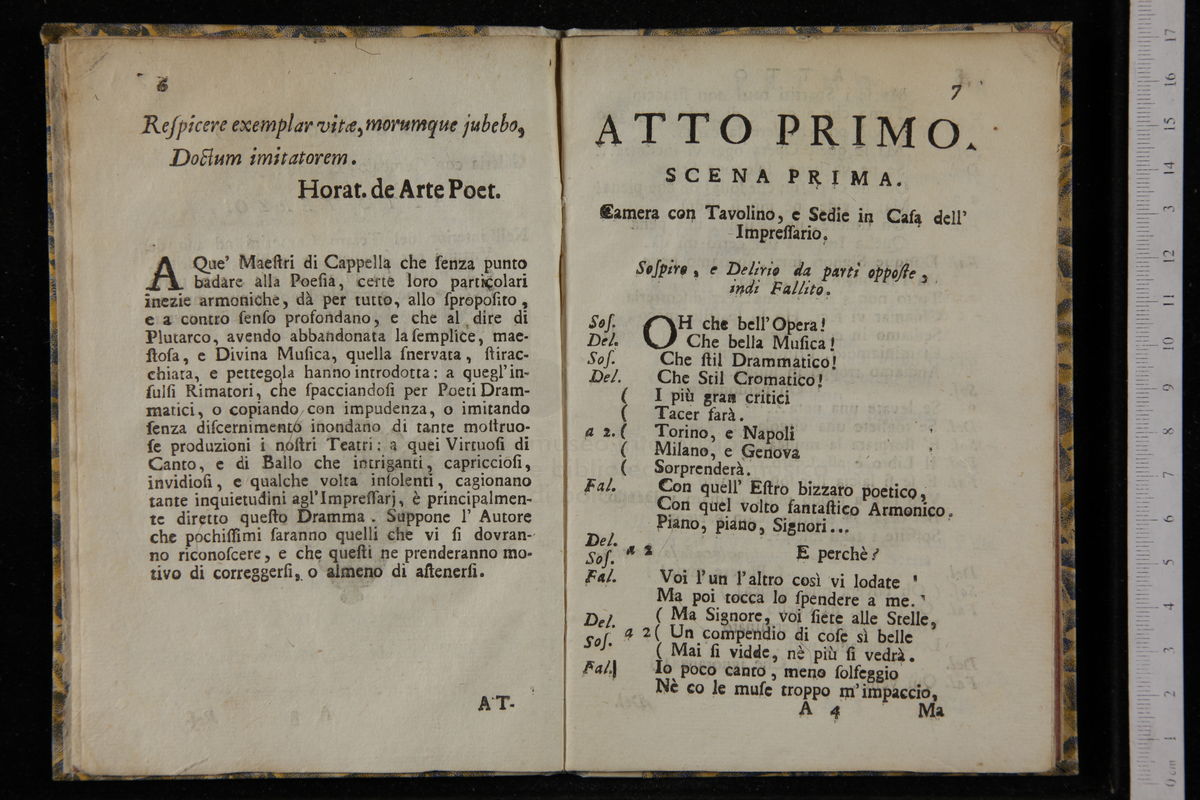 6
Reſpicere exemplar vitæ, morumque jubebo,
Doctum imitatorem.
Horat. de Arte Poet.
A Que' Maeſtri di Cappella che ſenza punto
badare alla Poeſia, certe loro particolari
inezie armoniche, dà per tutto, allo ſpropoſito,
e a contro ſenſo profondano, e che al dire di
Plutarco, avendo abbandonata la ſemplice, mae-
ſtoſa, e Divina Muſica, quella ſnervata, ſtirac-
chiata, e pettegola hanno introdotta: a quegl'in-
ſulſi Rimatori, che ſpacciandoſi per Poeti Dram-
matici, o copiando con impudenza, o imitando
ſenza diſcernimento inondano di tante moſtruo-
ſe produzioni i noſtri Teatri: a quei Virtuoſi di
Canto, e di Ballo che intriganti, capriccioſi,
invidioſi, e qualche volta inſolenti, cagionano
tante inquietudini agl'Impreſſarj, è principalmen-
te diretto queſto Dramma. Suppone l' Autore
che pochiſſimi ſaranno quelli che vi ſi dovran-
no riconoſcere, e che queſti ne prenderanno mo-
tivo di correggerſi, o almeno di aſtenerſi.
AT-
7
ATTO PRIMO.
SCENA PRIMA.
Camera con Tavolino, e Sedie in Caſa dell'
Impreſſario.
Soſpiro, e Delirio da parti oppoſte,
indi Fallito.
Soſ. OH che bell'Opera!
Del. Che bella Muſica!
Soſ. Che ſtil Drammatico!
Del. Che Stil Cromatico!
( I più gran critici
( Tacer farà.
a 2. ( Torino, e Napoli
( Milano, e Genova
( Sorprenderà.
Fal. Con quell' Eſtro bizzaro poetico,
Con quel volto fantaſtico Armonico.
Piano, piano, Signori...
Del.
Soſ. a 2 E perchè?
Fal. Voi l'un l'altro così vi lodate
Ma poi tocca lo ſpendere a me.
Del. ( Ma Signore, voi ſiete alle Stelle,
Soſ. a 2 ( Un compendio di coſe sì belle
( Mai ſi vidde, nè più ſi vedrà.
Fal. Io poco canto, meno ſolfeggio
Nè co le muſe troppo m'impaccio,
A 4 Ma